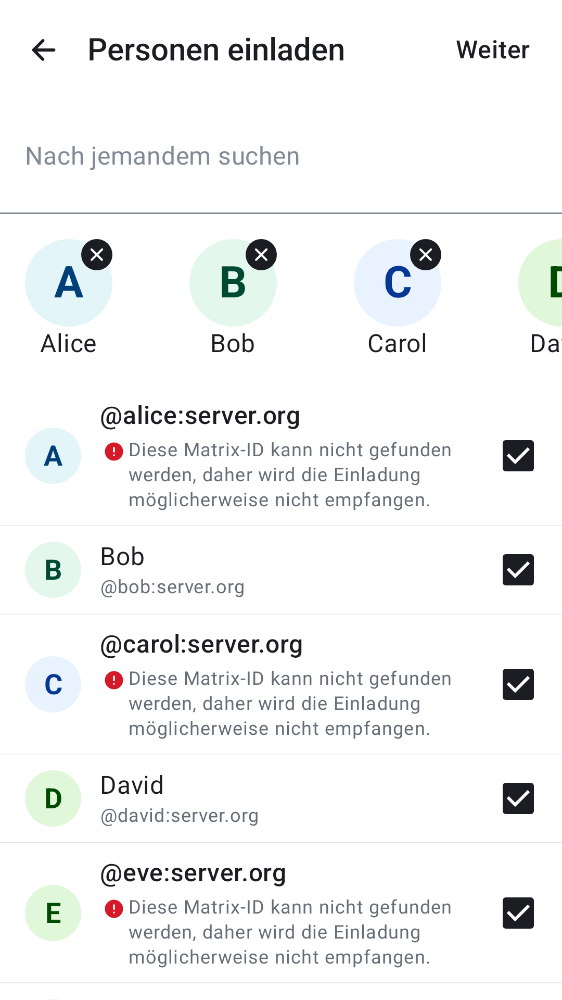 Personen einladen
Weiter
Nach jemandem suchen
A
B
C
D
Alice
Bob
Carol
Da
@alice:server.org
A
Diese Matrix-ID kann nicht gefunden
werden, daher wird die Einladung
möglicherweise nicht empfangen.
B
Bob
@bob:server.org
@carol:server.org
C
Diese Matrix-ID kann nicht gefunden
werden, daher wird die Einladung
möglicherweise nicht empfangen.
D
David
@david:server.org
@eve:server.org
E
Diese Matrix-ID kann nicht gefunden
werden, daher wird die Einladung
möglicherweise nicht empfangen.